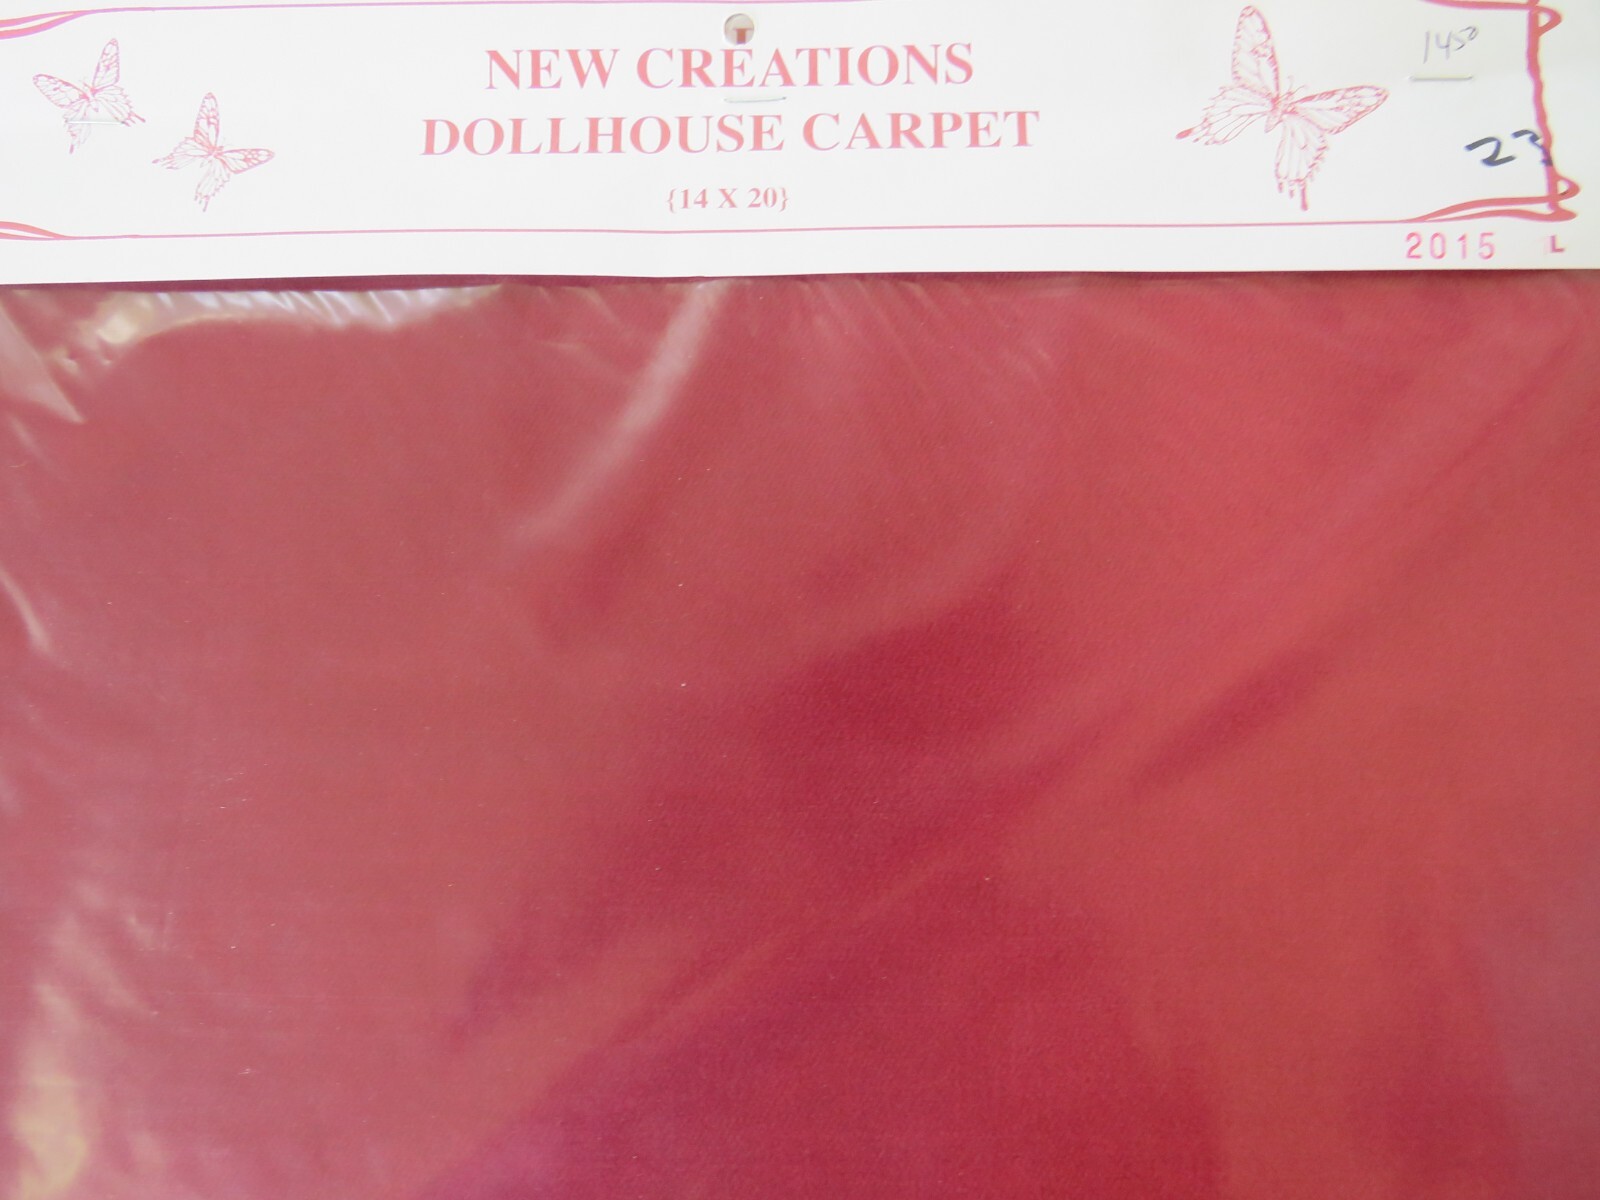 NEW CREATIONS
DOLLHOUSE CARPET
{14 X 20}
1450
23
2015 L